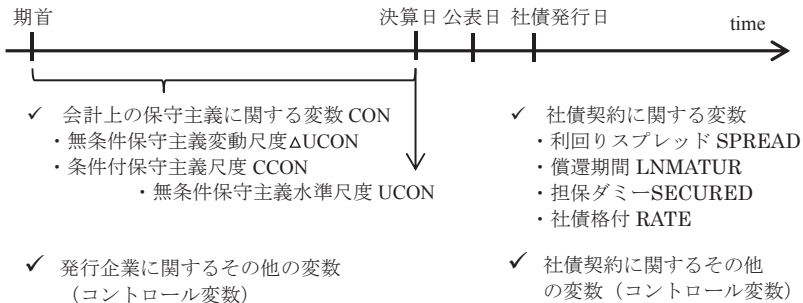 期首
決算日 公表日 社債発行日
time
✓ 会計上の保守主義に関する変数 CON
・無条件保守主義変動尺度△UCON
・条件付保守主義尺度 CCON
・無条件保守主義水準尺度 UCON
✓ 発行企業に関するその他の変数
（コントロール変数）
✓ 社債契約に関する変数
・利回りスプレッド SPREAD
・償還期間 LNMATUR
・担保ダミーSECURED
・社債格付 RATE
✓ 社債契約に関するその他
の変数（コントロール変数）